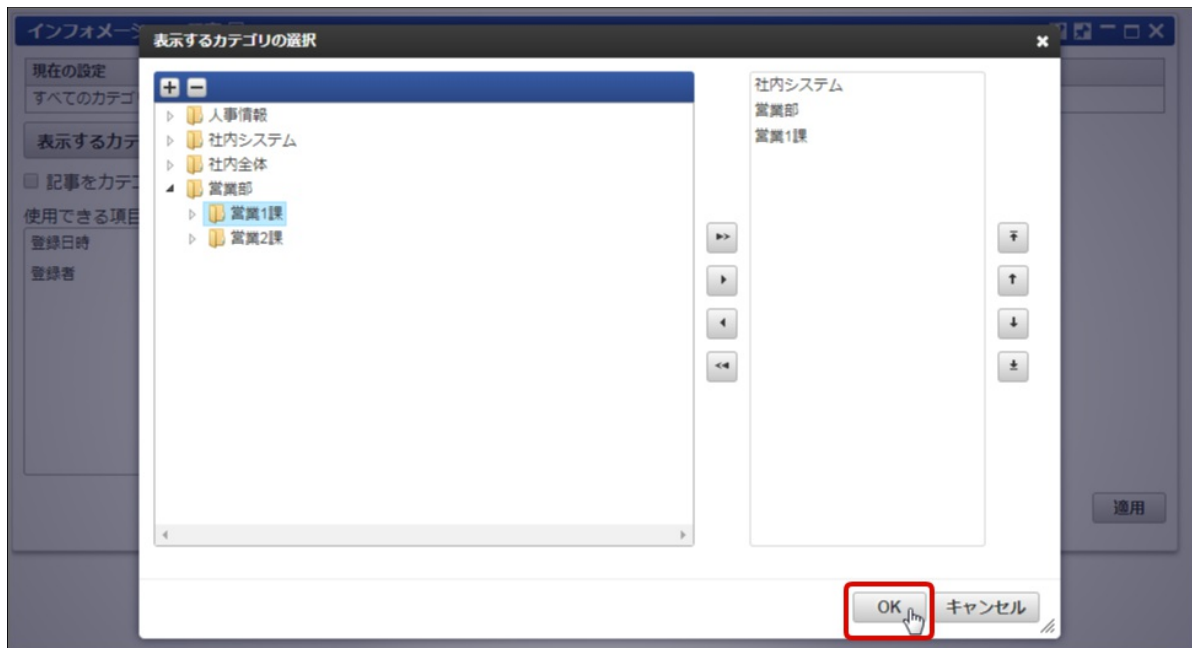 インフォメーシ
表示するカテゴリの選択
現在の設定
すべてのカテゴ
表示するカテ
記事をカテゴ
使用できる項目
登録日時
登録者
人事情報
社内システム
社内全体
営業部
営業1課
営業2課
社内システム
営業部
営業1課
適用
OK
キャンセル